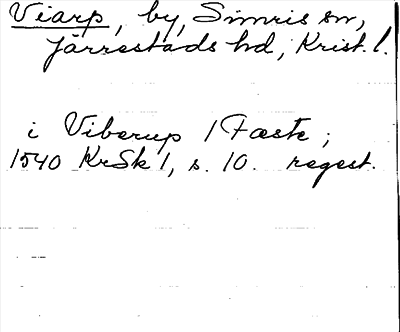 Viarp, by, Simris sn,
Järrestads hd, Krist. l.
i Viberup 1 Fæste;
1540 KrSk 1, s. 10. regest.